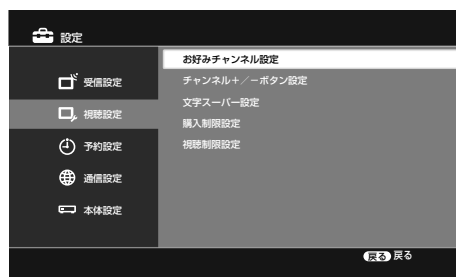 設定
受信設定
視聴設定
予約設定
通信設定
本体設定
お好みチャンネル設定
チャンネル+/-ボタン設定
文字スーパー設定
購入制限設定
視聴制限設定
戻る 戻る